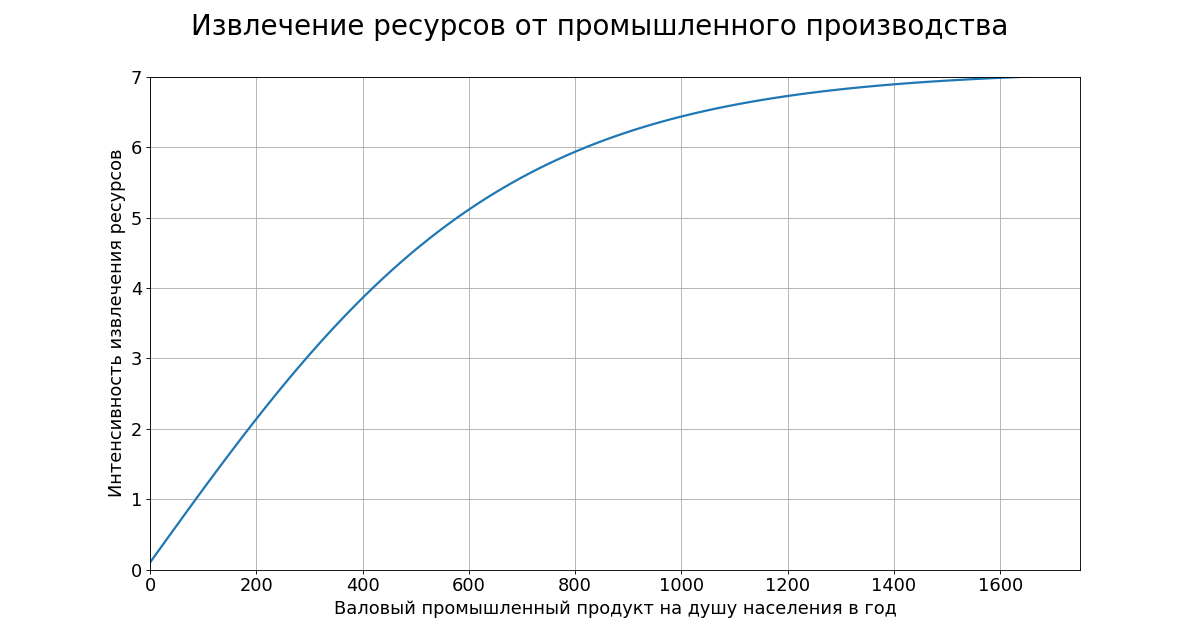 Извлечение ресурсов от промышленного производства
7
6
5
4
3
2
1
0
Интенсивность извлечения ресурсов
0 200 400 600 800 1000 1200 1400 1600
Валовый промышленный продукт на душу населения в год